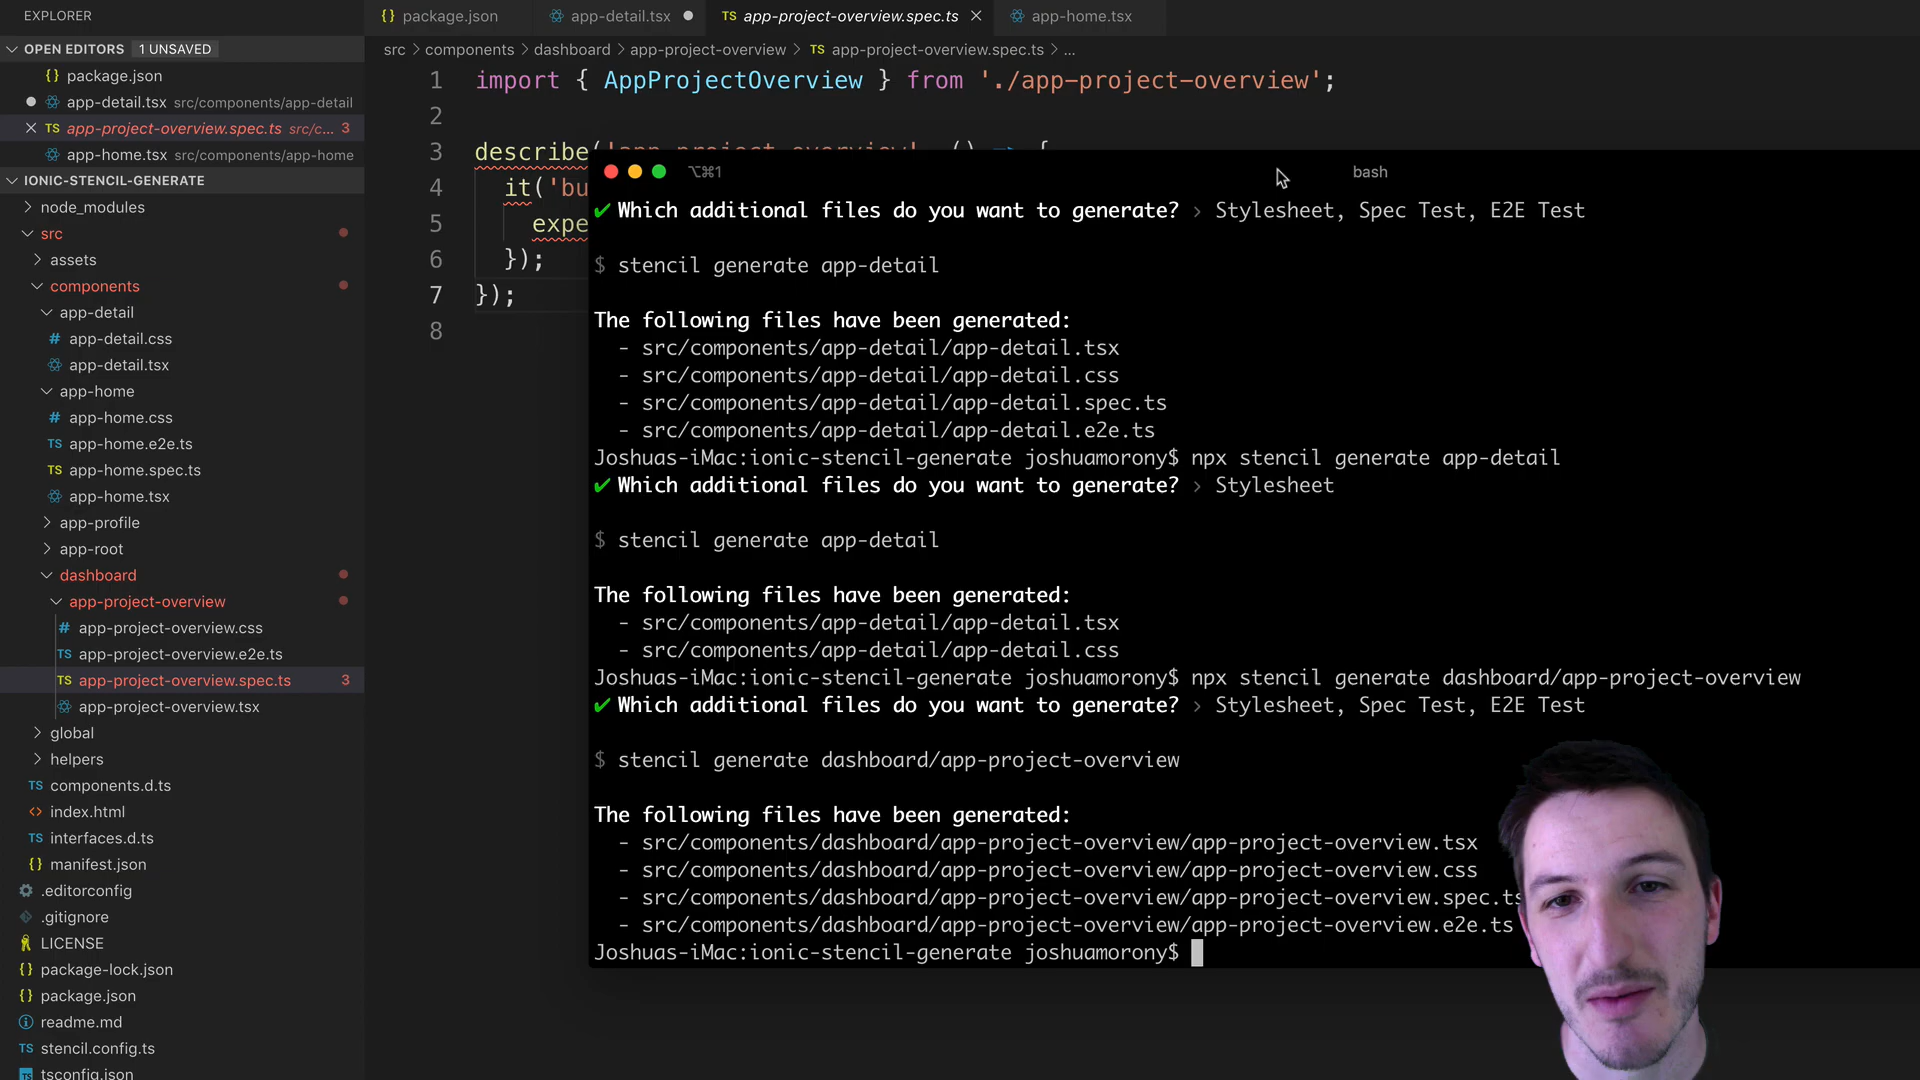 EXPLORER
OPEN EDITORS 1 UNSAVED
package.json
app-detail.tsx src/components/app-detail
app-project-overview.spec.ts src/c... 3
app-home.tsx src/components/app-home
IONIC-STENCIL-GENERATE
node_modules
src
assets
components
app-detail
app-detail.css
app-detail.tsx
app-home
app-home.css
app-home.e2e.ts
app-home.spec.ts
app-home.tsx
app-profile
app-root
dashboard
app-project-overview
app-project-overview.css
app-project-overview.e2e.ts
app-project-overview.spec.ts 3
app-project-overview.tsx
global
helpers
components.d.ts
index.html
interfaces.d.ts
manifest.json
.editorconfig
.gitignore
LICENSE
package-lock.json
package.json
readme.md
stencil.config.ts
tsconfig.json
package.json app-detail.tsx app-project-overview.spec.ts app-home.tsx
src > components > dashboard > app-project-overview > TS app-project-overview.spec.ts > ...
1 import { AppProjectOverview } from './app-project-overview';
2
3 describe('app-project-overview', () => {
4 it('bu
5 expe
6 });
7 });
8
⌥⌘1 bash
✔ Which additional files do you want to generate? › Stylesheet, Spec Test, E2E Test
$ stencil generate app-detail
The following files have been generated:
- src/components/app-detail/app-detail.tsx
- src/components/app-detail/app-detail.css
- src/components/app-detail/app-detail.spec.ts
- src/components/app-detail/app-detail.e2e.ts
Joshuas-iMac:ionic-stencil-generate joshuamorony$ npx stencil generate app-detail
✔ Which additional files do you want to generate? › Stylesheet
$ stencil generate app-detail
The following files have been generated:
- src/components/app-detail/app-detail.tsx
- src/components/app-detail/app-detail.css
Joshuas-iMac:ionic-stencil-generate joshuamorony$ npx stencil generate dashboard/app-project-overview
✔ Which additional files do you want to generate? › Stylesheet, Spec Test, E2E Test
$ stencil generate dashboard/app-project-overview
The following files have been generated:
- src/components/dashboard/app-project-overview/app-project-overview.tsx
- src/components/dashboard/app-project-overview/app-project-overview.css
- src/components/dashboard/app-project-overview/app-project-overview.spec.ts
- src/components/dashboard/app-project-overview/app-project-overview.e2e.ts
Joshuas-iMac:ionic-stencil-generate joshuamorony$